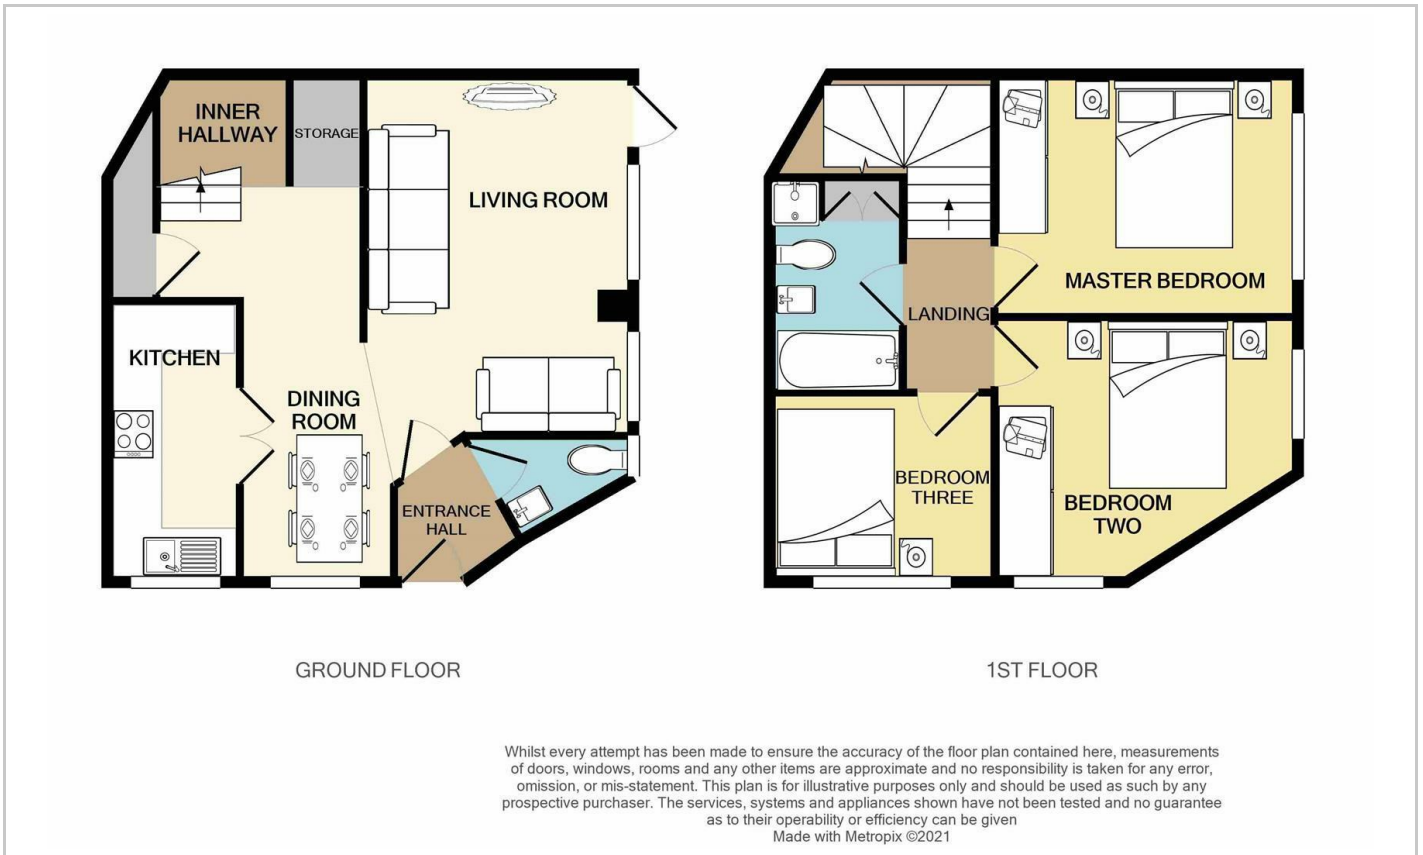 INNER
HALLWAY
STORAGE
LIVING ROOM
KITCHEN
DINING
ROOM
ENTRANCE
HALL
GROUND FLOOR
MASTER BEDROOM
LANDING
BEDROOM
THREE
BEDROOM
TWO
1ST FLOOR
Whilst every attempt has been made to ensure the accuracy of the floor plan contained here, measurements
of doors, windows, rooms and any other items are approximate and no responsibility is taken for any error,
omission, or mis-statement. This plan is for illustrative purposes only and should be used as such by any
prospective purchaser. The services, systems and appliances shown have not been tested and no guarantee
as to their operability or efficiency can be given
Made with Metropix ©2021